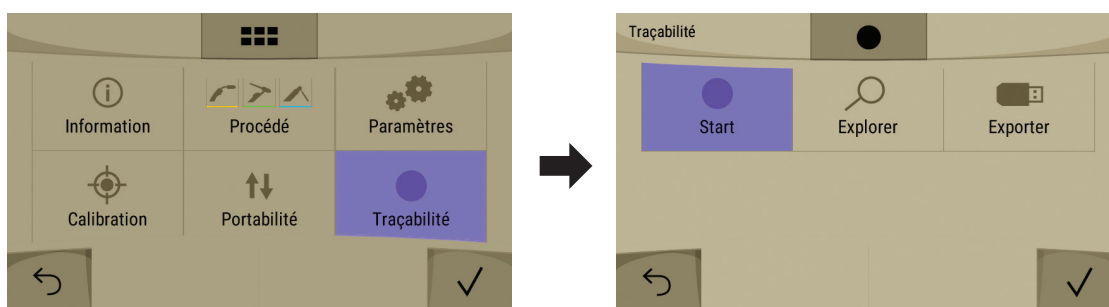 Information
Procédé
Paramètres
Calibration
Portabilité
Traçabilité
Traçabilité
Start
Explorer
Exporter